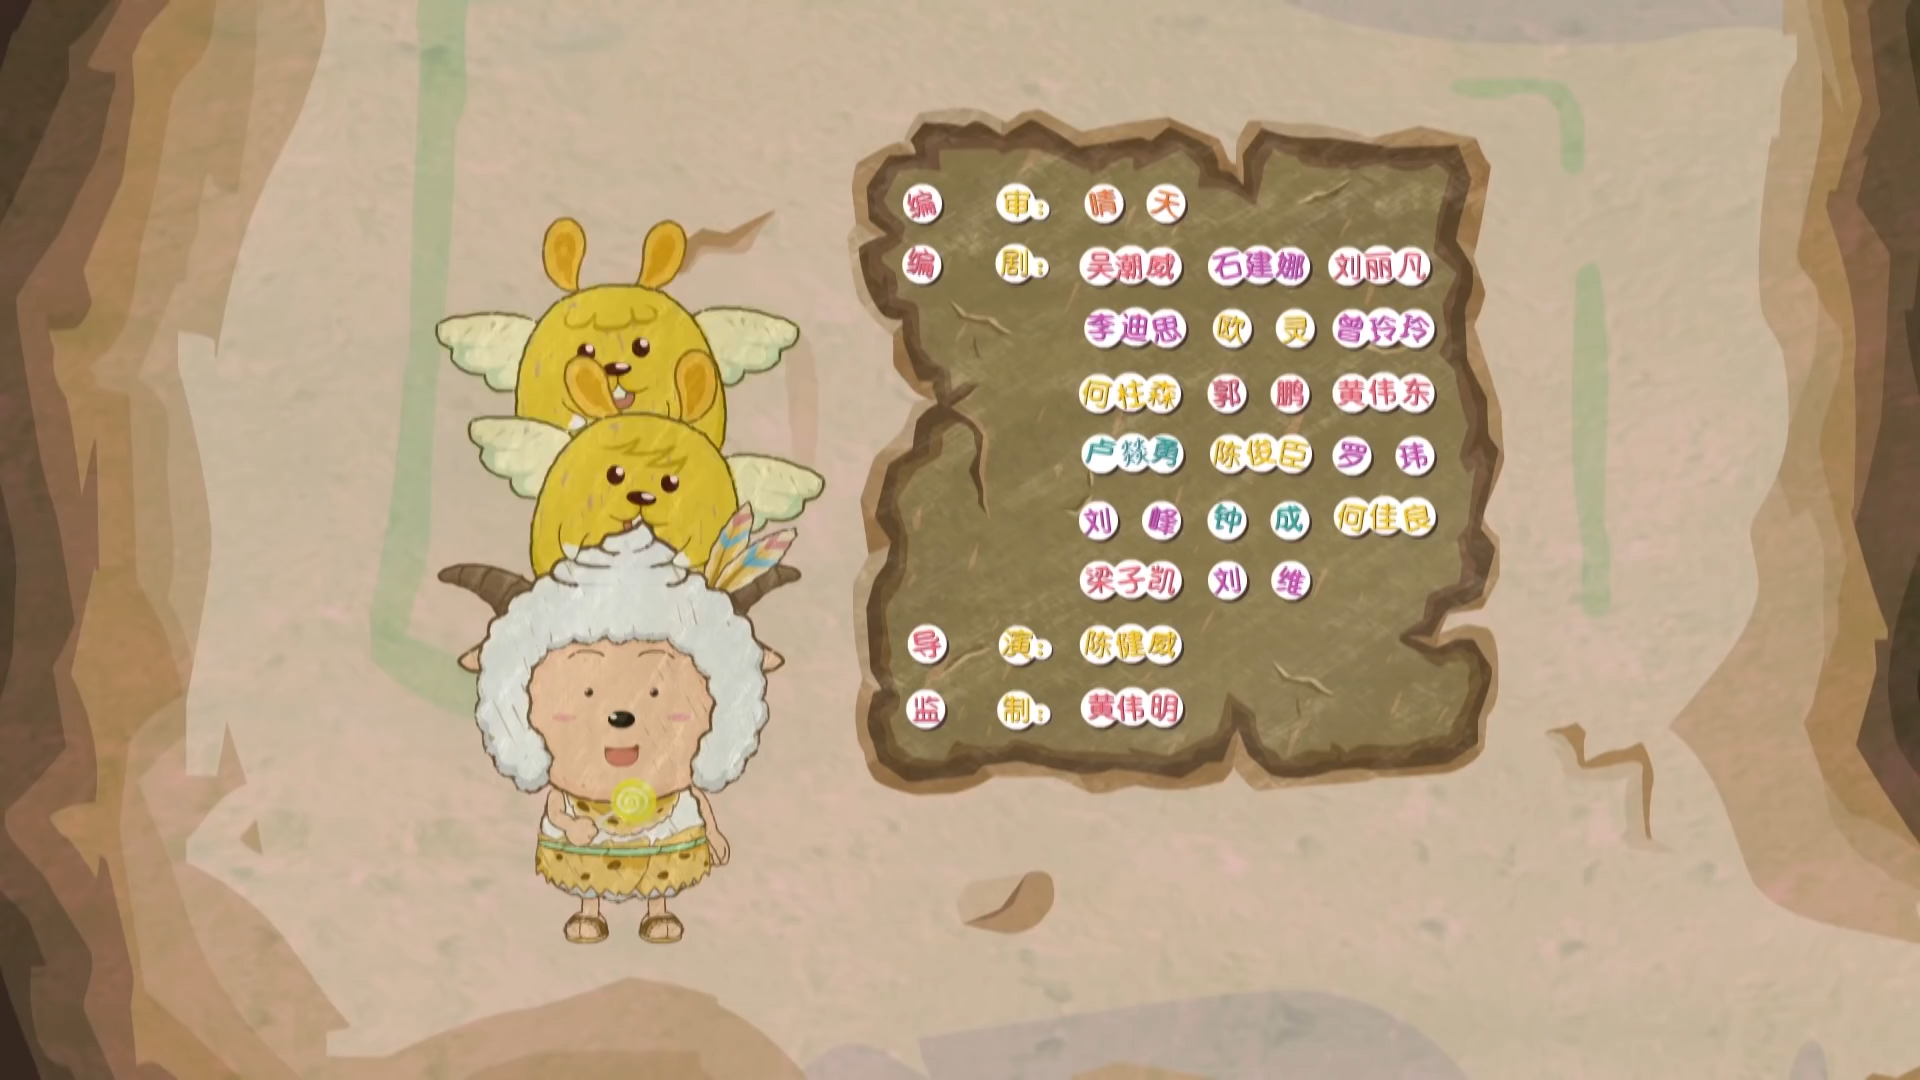 编 审: 晴 天
编 剧: 吴潮威 石建娜 刘丽凡
李迪思 欧 灵 曾玲玲
何柱森 郭 鹏 黄伟东
卢燚勇 陈俊臣 罗 玮
刘 峰 钟 成 何佳良
梁子凯 刘 维
导 演: 陈健威
监 制: 黄伟明